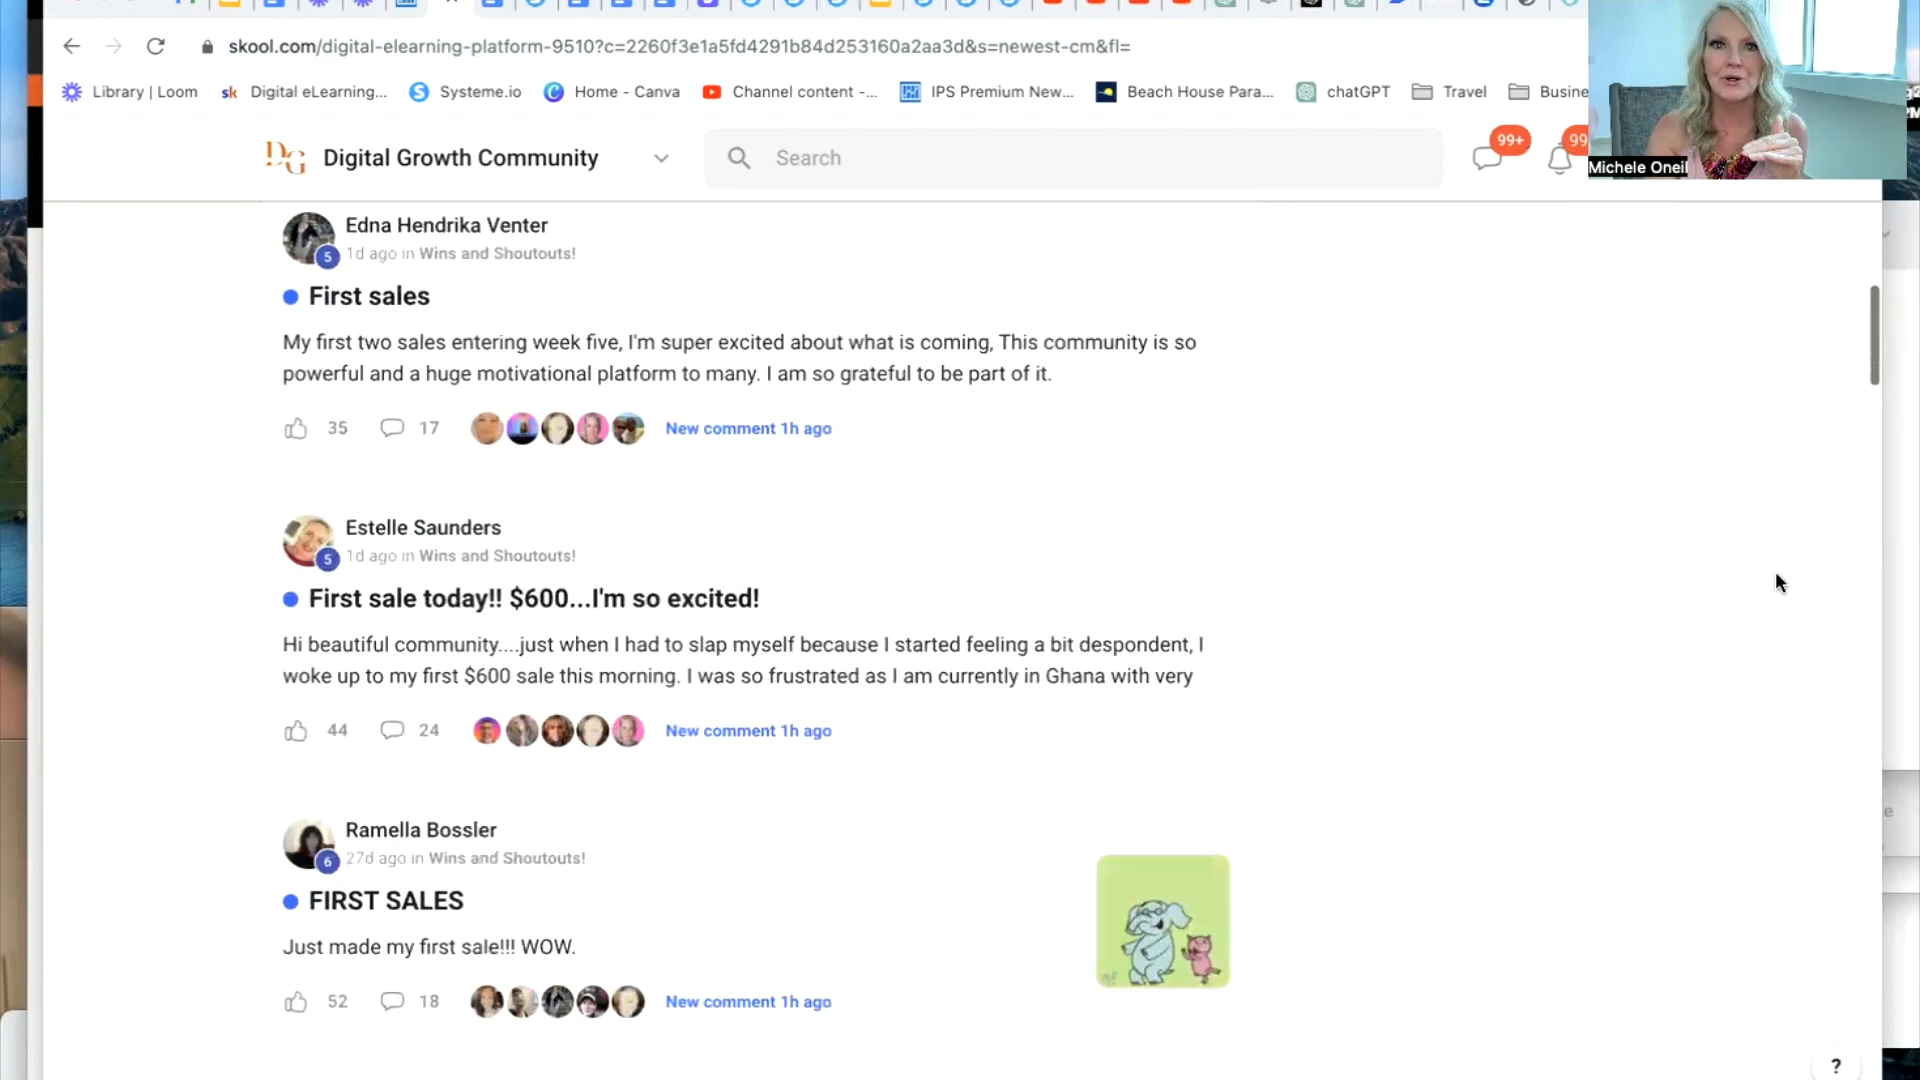 skool.com/digital-elearning-platform-9510?c=2260f3e1a5fd4291b84d253160a2aa3d&s=newest-cm&fl=
Library | Loom
sk
Digital eLearning...
Systeme.io
Home - Canva
Channel content -...
IPS Premium New...
Beach House Para...
chatGPT
Travel
Busine
Michele Oneil
DG
Digital Growth Community
Search
99+
99
Edna Hendrika Venter
5
1d ago in Wins and Shoutouts!
First sales
My first two sales entering week five, I'm super excited about what is coming, This community is so
powerful and a huge motivational platform to many. I am so grateful to be part of it.
35
17
New comment 1h ago
Estelle Saunders
5
1d ago in Wins and Shoutouts!
First sale today!! $600...I'm so excited!
Hi beautiful community....just when I had to slap myself because I started feeling a bit despondent, I
woke up to my first $600 sale this morning. I was so frustrated as I am currently in Ghana with very
44
24
New comment 1h ago
Ramella Bossler
6
27d ago in Wins and Shoutouts!
FIRST SALES
Just made my first sale!!! WOW.
52
18
New comment 1h ago
?